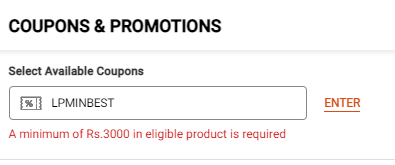 COUPONS & PROMOTIONS
Select Available Coupons
% LPMINBEST ENTER
A minimum of Rs.3000 in eligible product is required